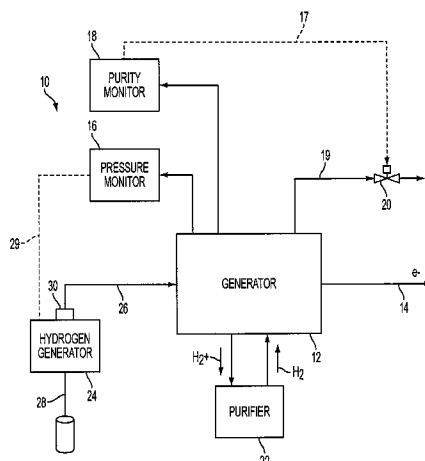 18
17
10
PURITY
MONITOR
16
PRESSURE
MONITOR
19
20
29
GENERATOR
e-
30
26
14
HYDROGEN
GENERATOR
H2+
H2
12
24
28
PURIFIER